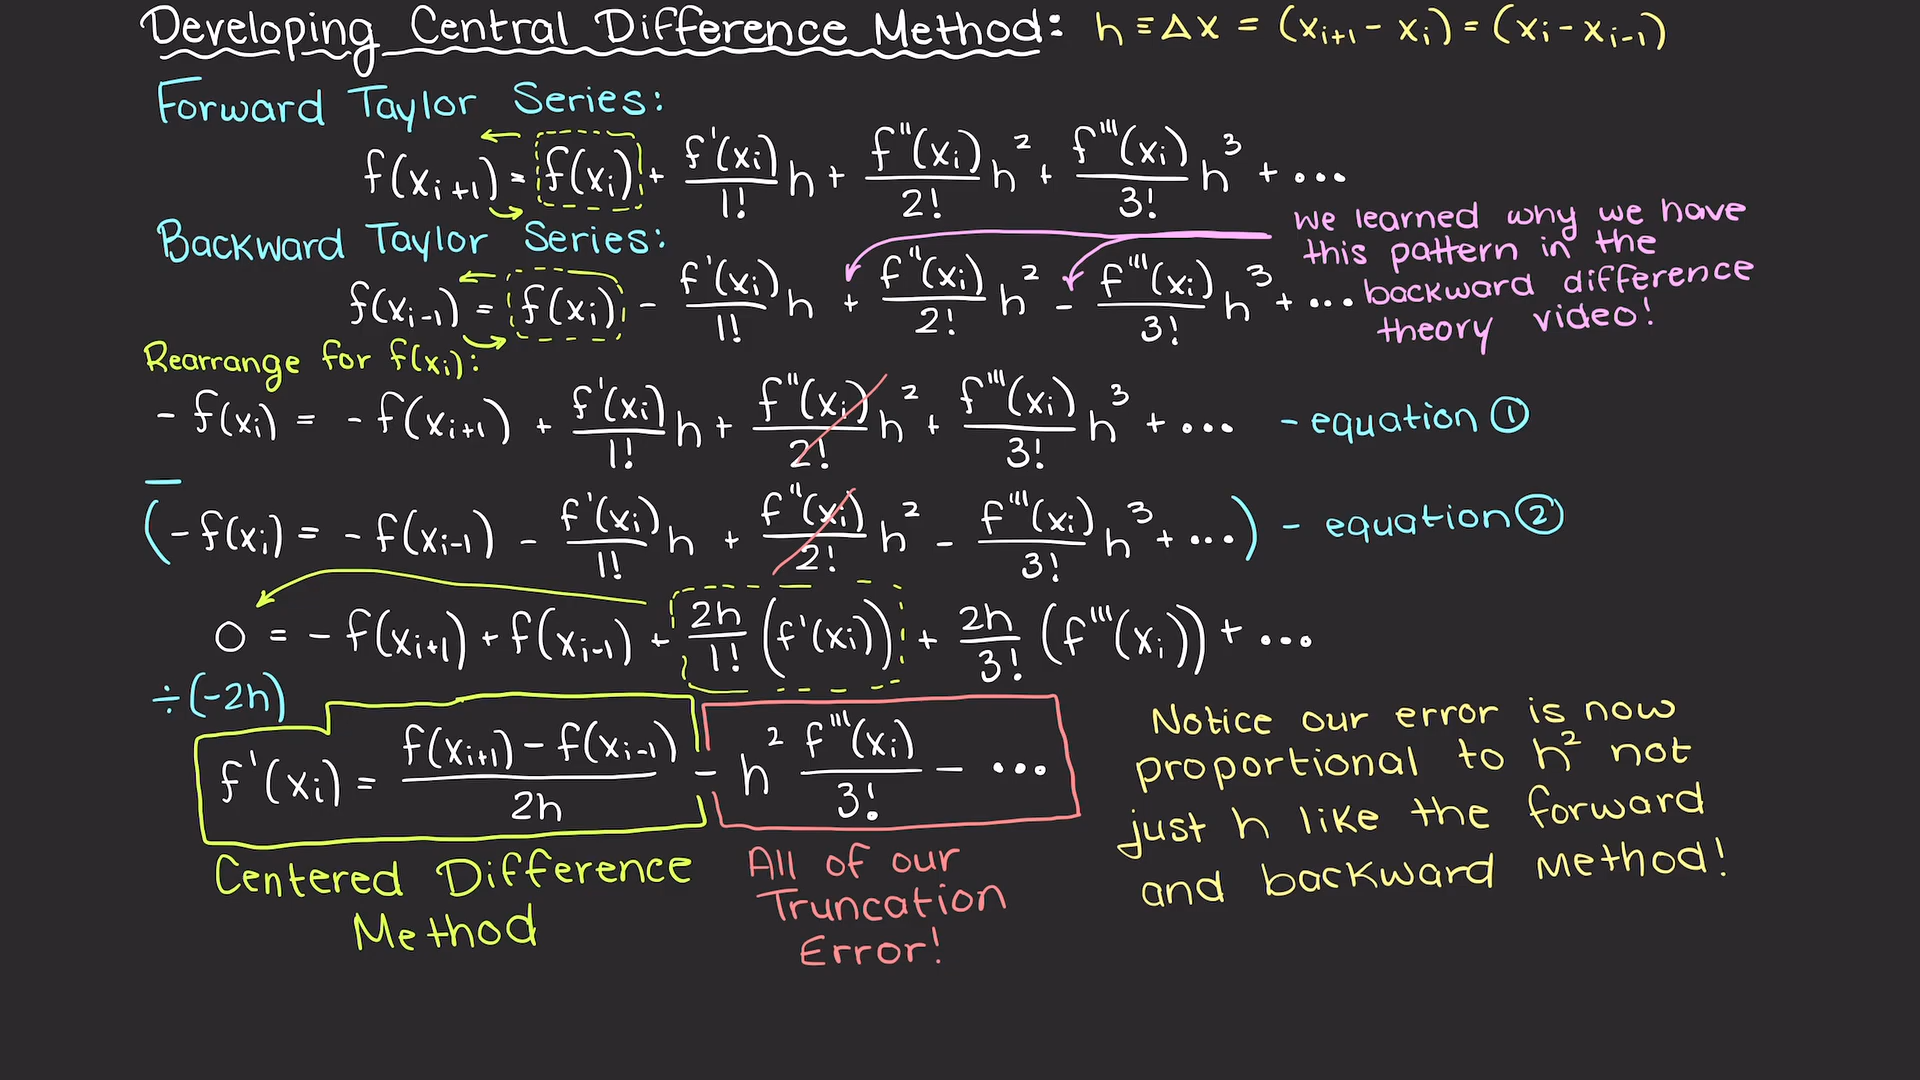 Developing Central Difference Method: h ≡ Δx = (xᵢ₊₁ - xᵢ) = (xᵢ - xᵢ₋₁)
Forward Taylor Series:
f(xᵢ₊₁) = f(xᵢ) + f'(xᵢ)/1! h + f''(xᵢ)/2! h² + f'''(xᵢ)/3! h³ + ...
Backward Taylor Series:
f(xᵢ₋₁) = f(xᵢ) - f'(xᵢ)/1! h + f''(xᵢ)/2! h² - f'''(xᵢ)/3! h³ + ...
we learned why we have
this pattern in the
backward difference
theory video!
Rearrange for f(xᵢ):
- f(xᵢ) = - f(xᵢ₊₁) + f'(xᵢ)/1! h + f''(xᵢ)/2! h² + f'''(xᵢ)/3! h³ + ... - equation ①
— (- f(xᵢ) = - f(xᵢ₋₁) - f'(xᵢ)/1! h + f''(xᵢ)/2! h² - f'''(xᵢ)/3! h³ + ...) - equation ②
0 = - f(xᵢ₊₁) + f(xᵢ₋₁) + 2h/1! (f'(xᵢ)) + 2h/3! (f'''(xᵢ)) + ...
÷(-2h)
f'(xᵢ) = f(xᵢ₊₁) - f(xᵢ₋₁)/2h - h² f'''(xᵢ)/3! - ...
Centered Difference
Method
All of our
Truncation
Error!
Notice our error is now
proportional to h² not
just h like the forward
and backward method!